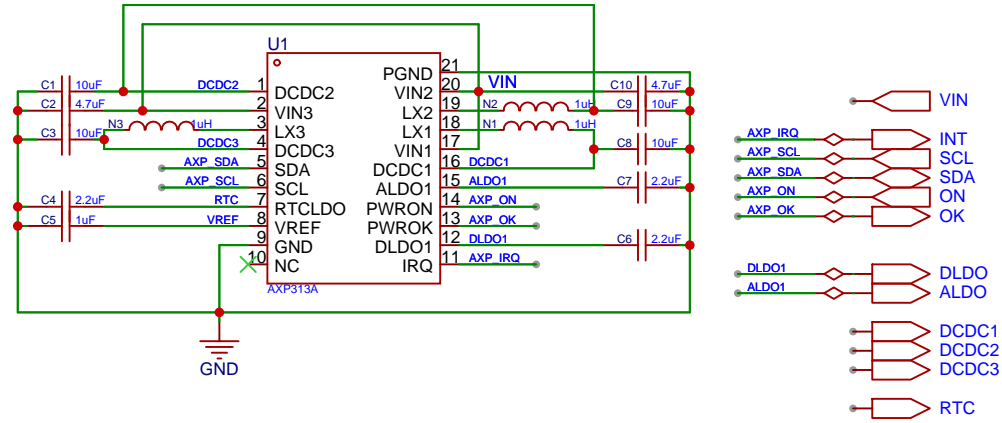 U1
C1 10uF DCDC2 1 DCDC2
C2 4.7uF 2 VIN3
N3 1uH 3 LX3
C3 10uF DCDC3 4 DCDC3
AXP_SDA 5 SDA
AXP_SCL 6 SCL
C4 2.2uF RTC 7 RTCLDO
C5 1uF VREF 8 VREF
9 GND
10 NC
AXP313A
GND
PGND 21
VIN2 20 VIN C10 4.7uF
LX2 19 N2 1uH C9 10uF
LX1 18 N1 1uH
VIN1 17 C8 10uF
DCDC1 16 DCDC1
ALDO1 15 ALDO1 C7 2.2uF
PWRON 14 AXP_ON
PWROK 13 AXP_OK
DLDO1 12 DLDO1 C6 2.2uF
IRQ 11 AXP_IRQ
VIN
AXP_IRQ INT
AXP_SCL SCL
AXP_SDA SDA
AXP_ON ON
AXP_OK OK
DLDO1 DLDO
ALDO1 ALDO
DCDC1
DCDC2
DCDC3
RTC